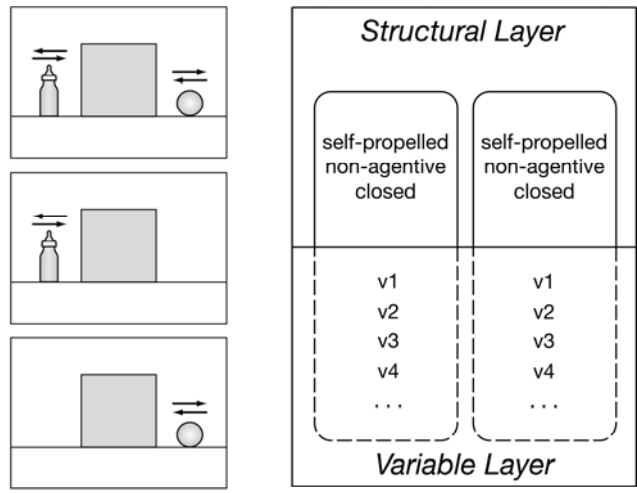 Structural Layer
self-propelled
non-agentive
closed
self-propelled
non-agentive
closed
v1
v2
v3
v4
. . .
v1
v2
v3
v4
. . .
Variable Layer